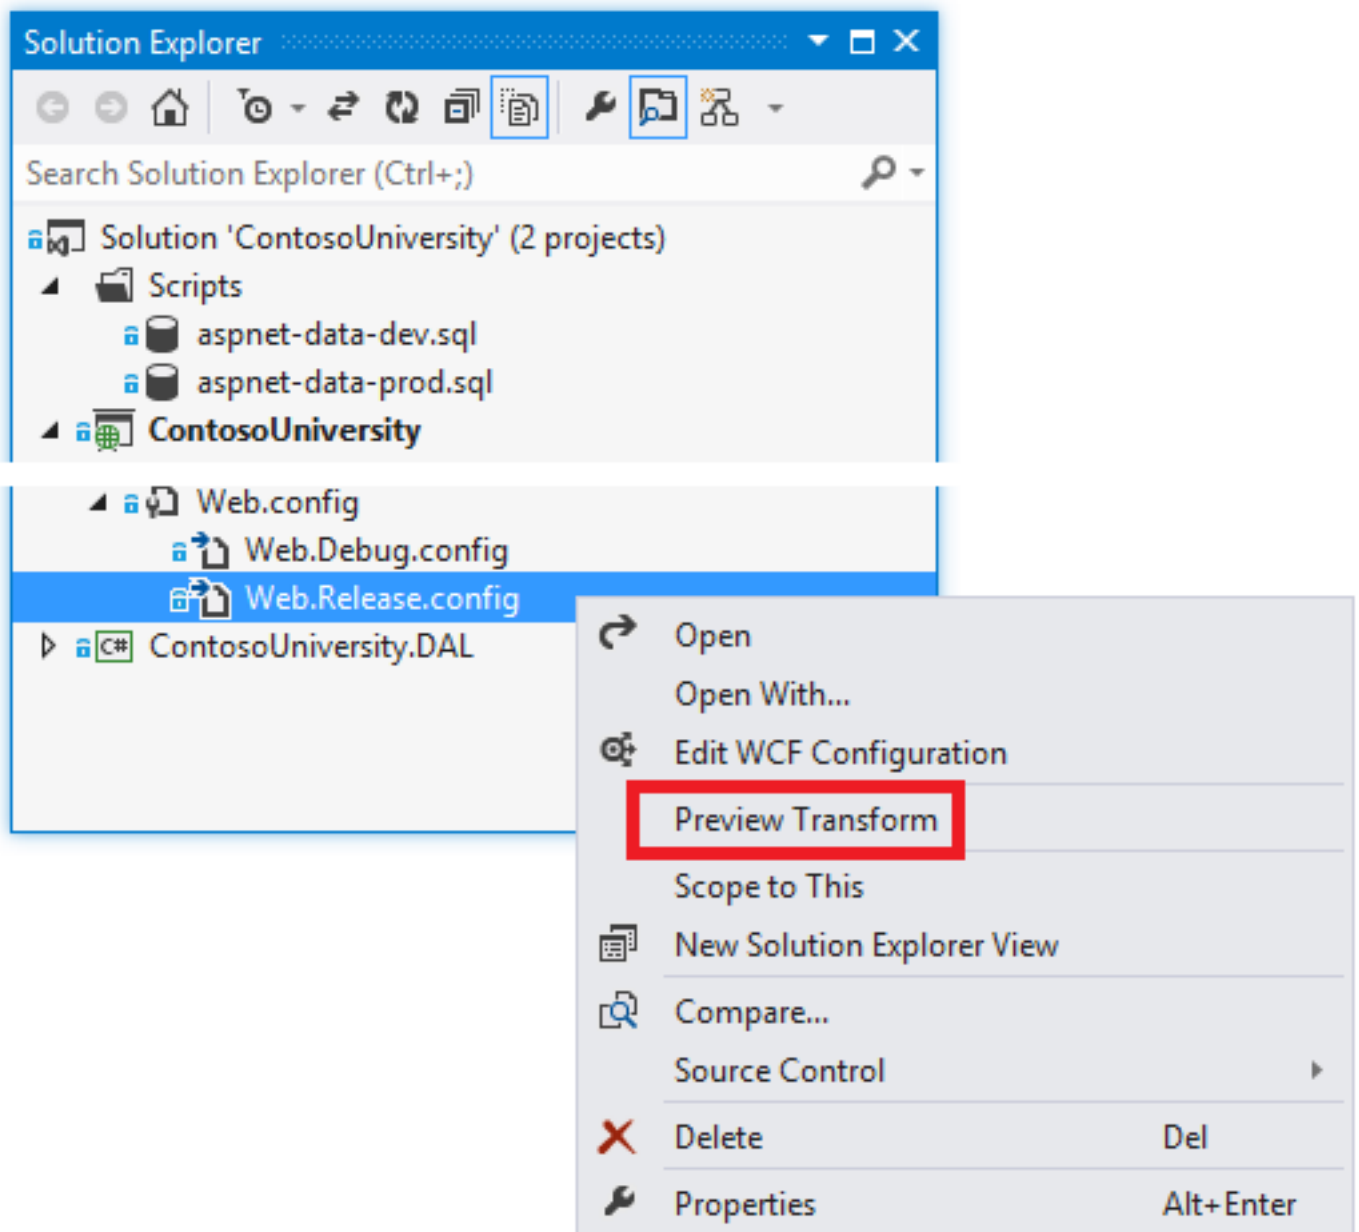 Solution Explorer
Search Solution Explorer (Ctrl+;)
Solution 'ContosoUniversity' (2 projects)
Scripts
aspnet-data-dev.sql
aspnet-data-prod.sql
ContosoUniversity
Web.config
Web.Debug.config
Web.Release.config
C# ContosoUniversity.DAL
Open
Open With...
Edit WCF Configuration
Preview Transform
Scope to This
New Solution Explorer View
Compare...
Source Control
Delete Del
Properties Alt+Enter